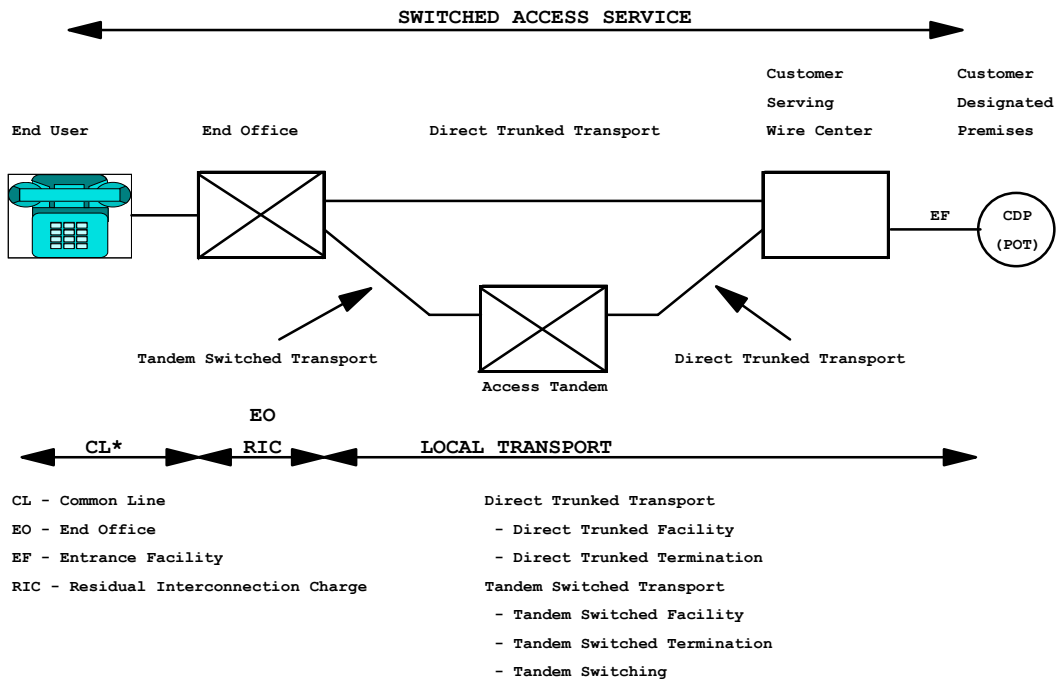 SWITCHED ACCESS SERVICE
Customer
Serving
Wire Center
Customer
Designated
Premises
End User
End Office
Direct Trunked Transport
EF
CDP
(POT)
Tandem Switched Transport
Direct Trunked Transport
Access Tandem
EO
CL*
RIC
LOCAL TRANSPORT
CL - Common Line
EO - End Office
EF - Entrance Facility
RIC - Residual Interconnection Charge
Direct Trunked Transport
- Direct Trunked Facility
- Direct Trunked Termination
Tandem Switched Transport
- Tandem Switched Facility
- Tandem Switched Termination
- Tandem Switching